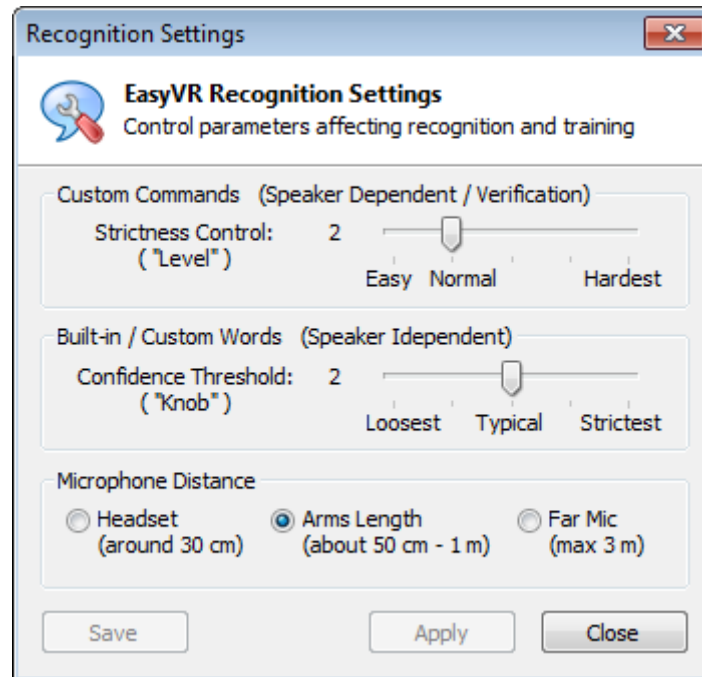 Recognition Settings
EasyVR Recognition Settings
Control parameters affecting recognition and training
Custom Commands (Speaker Dependent / Verification)
Strictness Control: 2
( "Level" )
Easy Normal Hardest
Built-in / Custom Words (Speaker Idependent)
Confidence Threshold: 2
( "Knob" )
Loosest Typical Strictest
Microphone Distance
Headset Arms Length Far Mic
(around 30 cm) (about 50 cm - 1 m) (max 3 m)
Save Apply Close